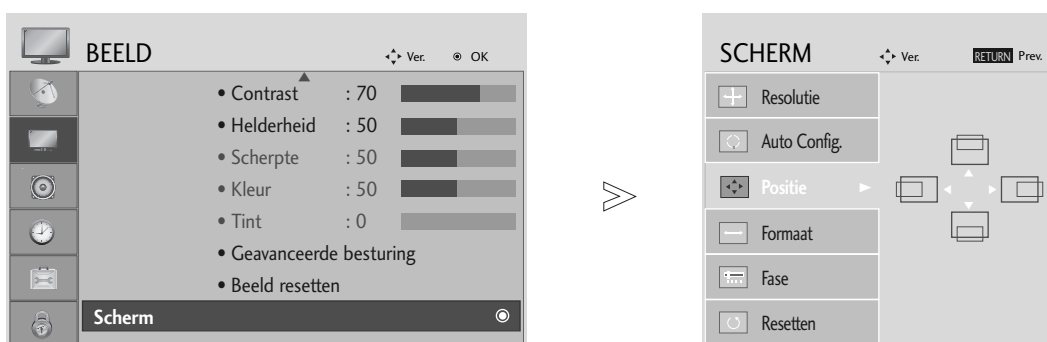 BEELD Ver. OK
• Contrast : 70
• Helderheid : 50
• Scherpte : 50
• Kleur : 50
• Tint : 0
• Geavanceerde besturing
• Beeld resetten
Scherm
SCHERM Ver. RETURN Prev.
Resolutie
Auto Config.
Positie
Formaat
Fase
Resetten